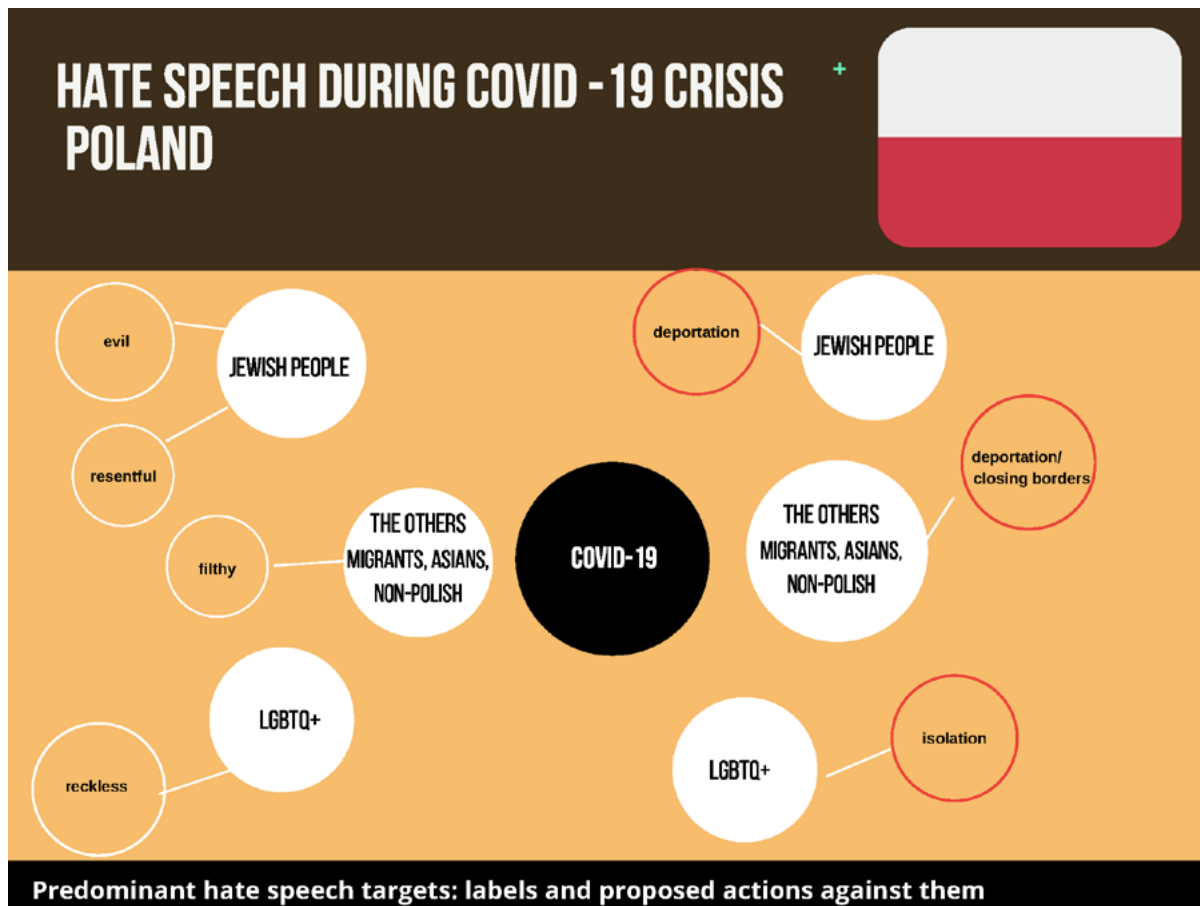 HATE SPEECH DURING COVID -19 CRISIS
POLAND
+
evil
JEWISH PEOPLE
resentful
filthy
THE OTHERS
MIGRANTS, ASIANS,
NON-POLISH
LGBTQ+
reckless
COVID-19
deportation
JEWISH PEOPLE
deportation/
closing borders
THE OTHERS
MIGRANTS, ASIANS,
NON-POLISH
LGBTQ+
isolation
Predominant hate speech targets: labels and proposed actions against them